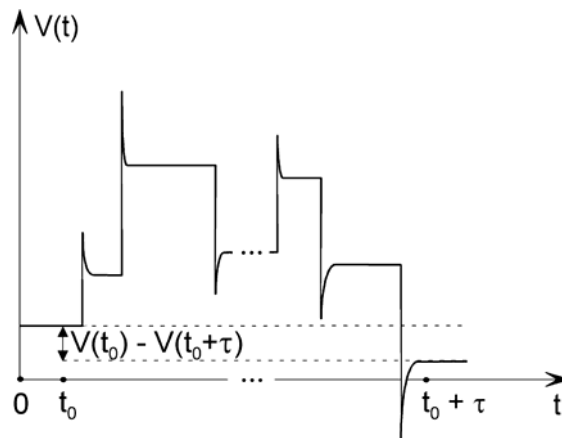 V(t)
...
V(t₀) - V(t₀+τ)
...
0 t₀ t₀ + τ t